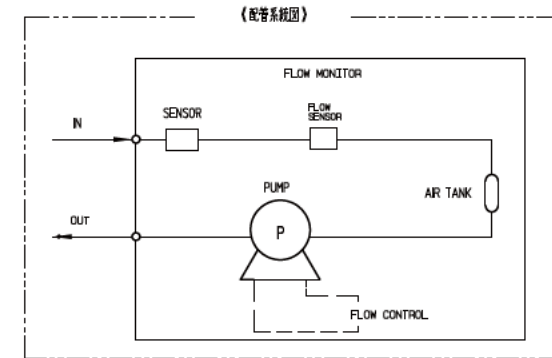 《配管系統図》
FLOW MONITOR
IN
SENSOR
FLOW
SENSOR
AIR TANK
PUMP
P
OUT
FLOW CONTROL